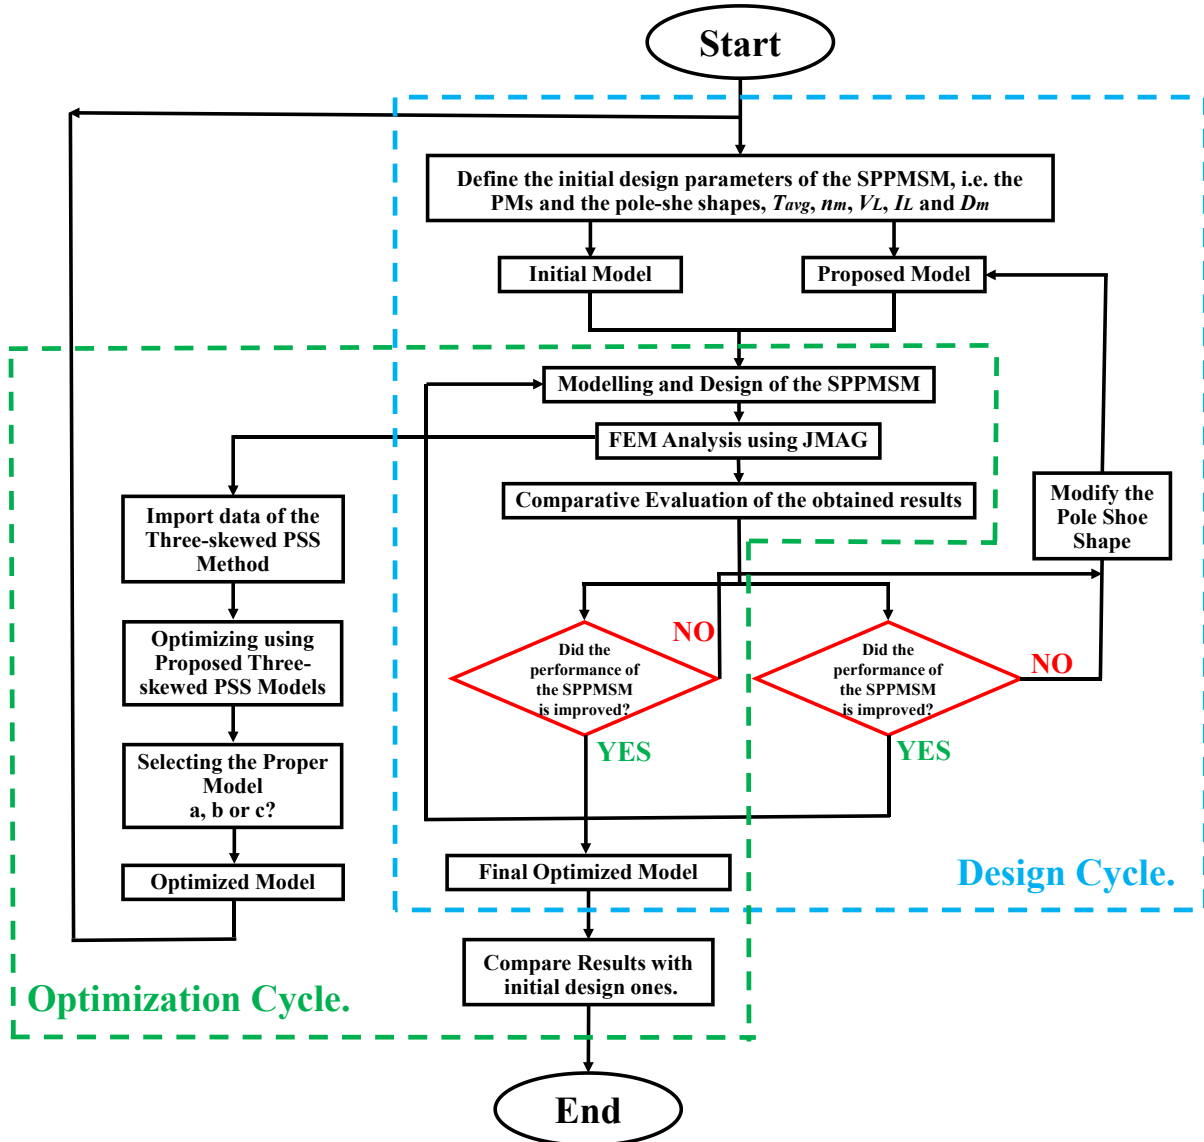 Start
Define the initial design parameters of the SPPMSM, i.e. the
PMs and the pole-she shapes, Tavg, nm, VL, IL and Dm
Initial Model
Proposed Model
Modelling and Design of the SPPMSM
FEM Analysis using JMAG
Comparative Evaluation of the obtained results
Modify the
Pole Shoe
Shape
Import data of the
Three-skewed PSS
Method
Optimizing using
Proposed Three-
skewed PSS Models
Selecting the Proper
Model
a, b or c?
Optimized Model
Did the
performance of
the SPPMSM
is improved?
NO
YES
Did the
performance of
the SPPMSM
is improved?
NO
YES
Final Optimized Model
Design Cycle.
Compare Results with
initial design ones.
Optimization Cycle.
End